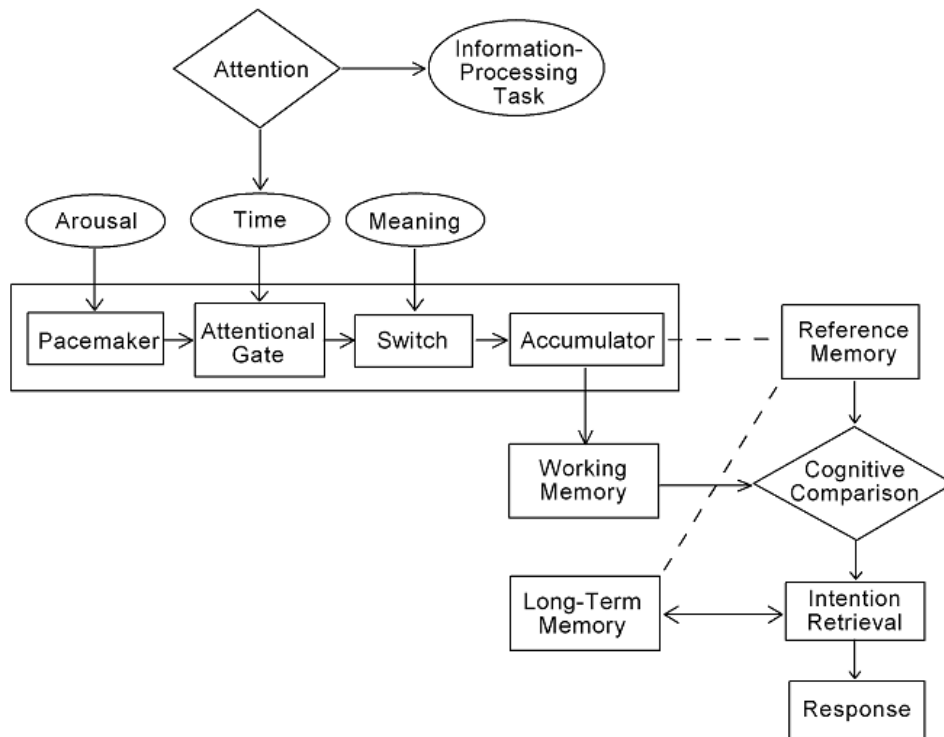 Attention
Information-
Processing
Task
Arousal
Time
Meaning
Pacemaker
Attentional
Gate
Switch
Accumulator
Reference
Memory
Working
Memory
Cognitive
Comparison
Long-Term
Memory
Intention
Retrieval
Response